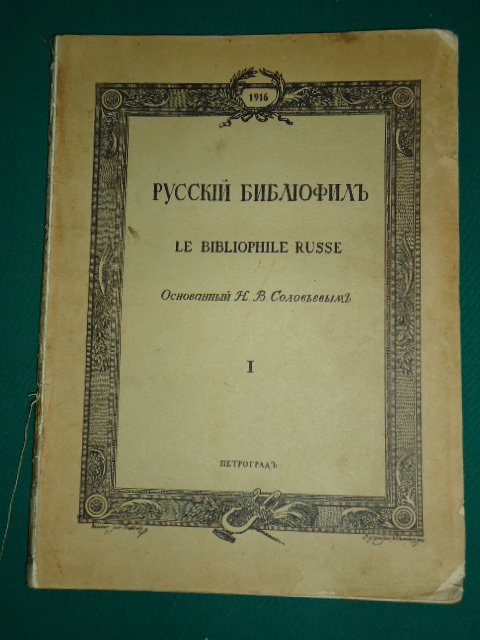 1916
РУССКІЙ БИБЛІОФИЛЪ
LE BIBLIOPHILE RUSSE
Основанный Н. В. Соловьевымъ
I
ПЕТРОГРАДЪ